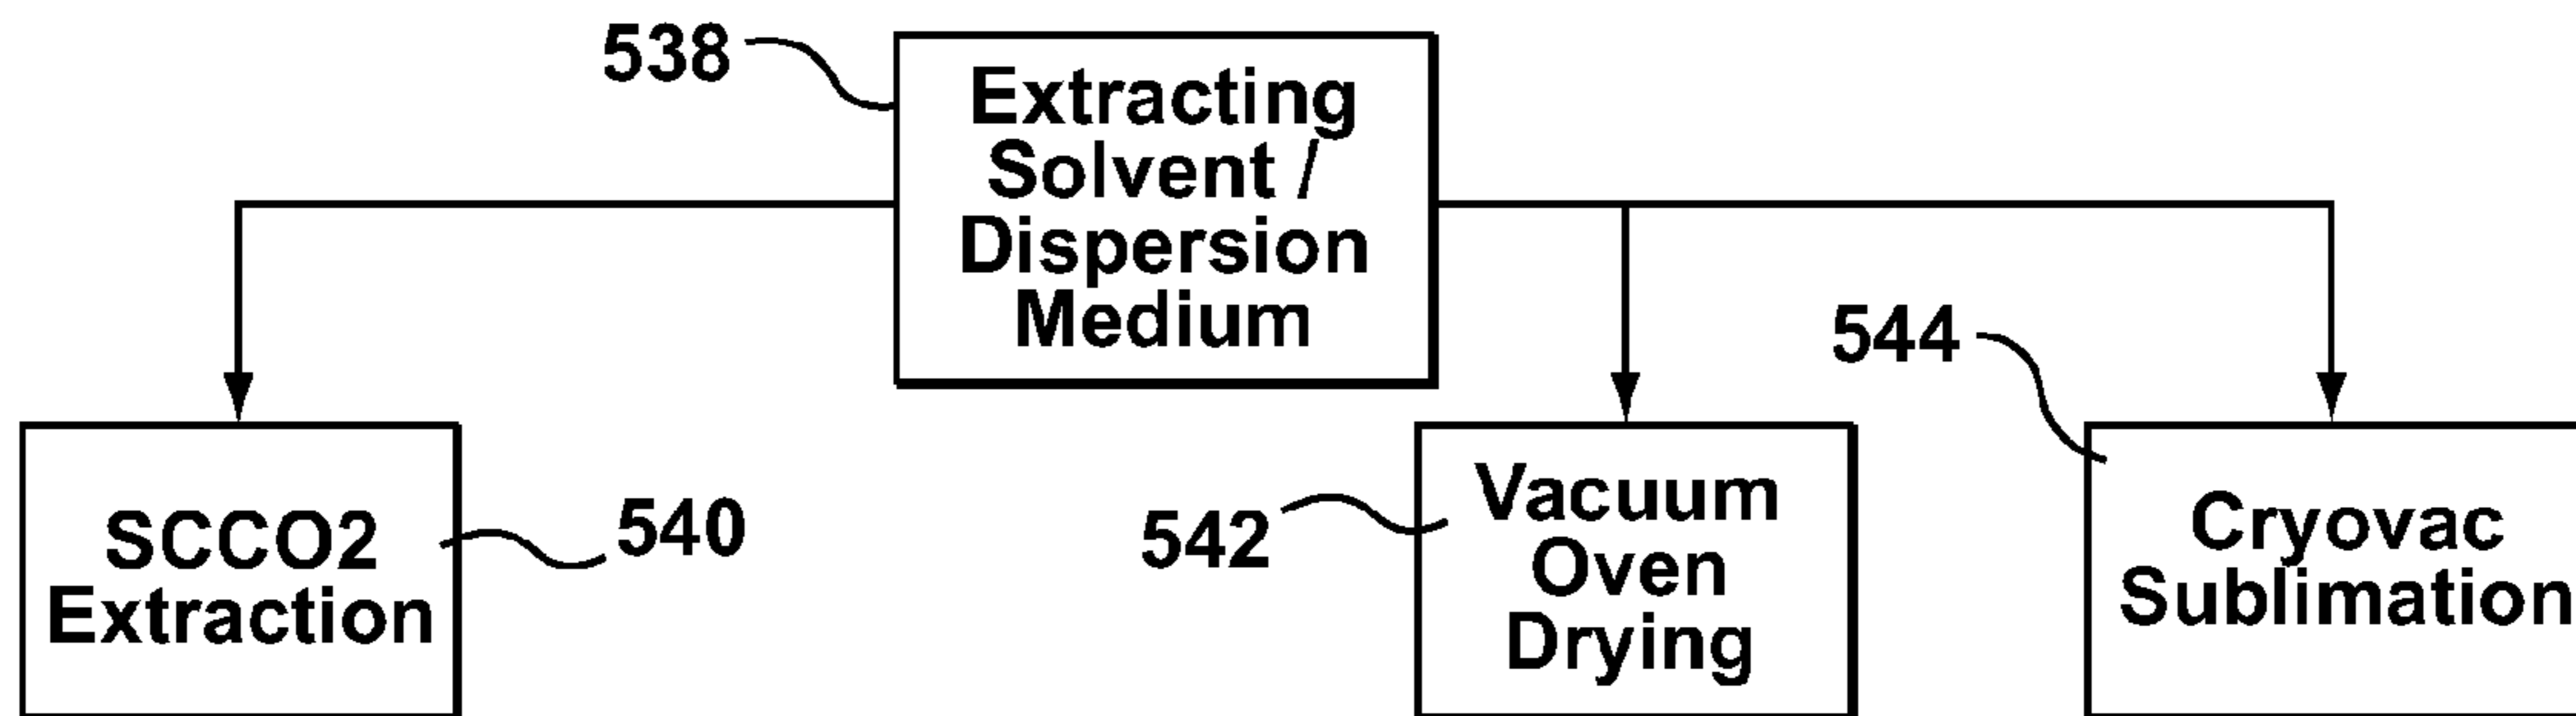 538
Extracting
Solvent /
Dispersion
Medium
544
SCCO2
Extraction
540
542
Vacuum
Oven
Drying
Cryovac
Sublimation